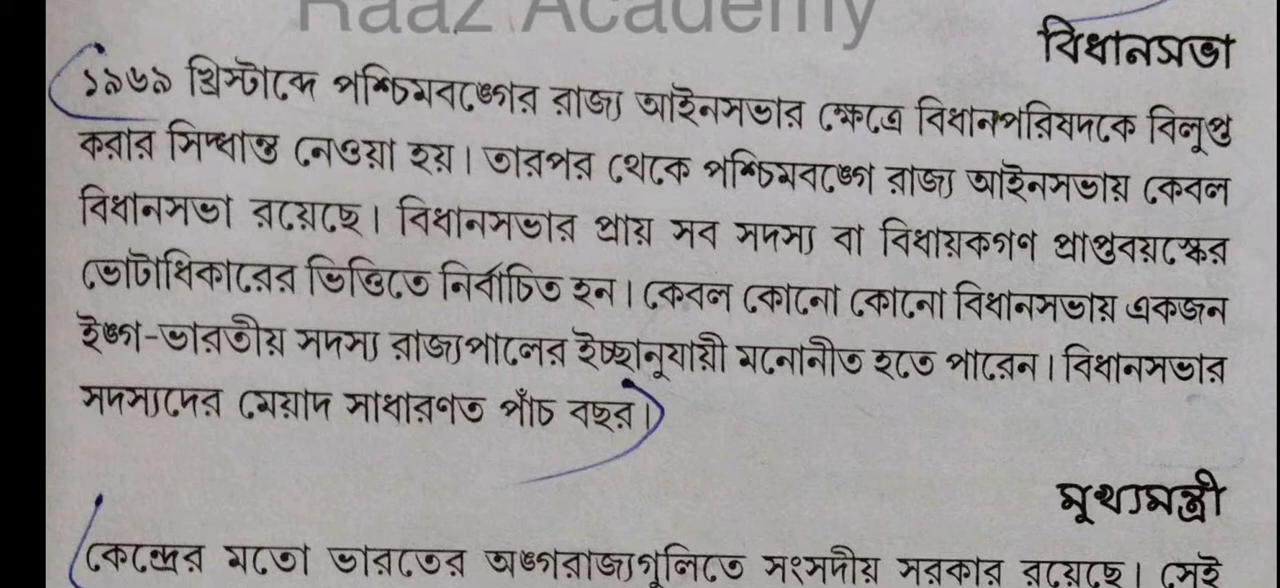 Raaz Academy
বিধানসভা
১৯৬৯ খ্রিস্টাব্দে পশ্চিমবঙ্গের রাজ্য আইনসভার ক্ষেত্রে বিধানপরিষদকে বিলুপ্ত
করার সিদ্ধান্ত নেওয়া হয়। তারপর থেকে পশ্চিমবঙ্গে রাজ্য আইনসভায় কেবল
বিধানসভা রয়েছে। বিধানসভার প্রায় সব সদস্য বা বিধায়কগণ প্রাপ্তবয়স্কের
ভোটাধিকারের ভিত্তিতে নির্বাচিত হন। কেবল কোনো কোনো বিধানসভায় একজন
ইঙ্গ-ভারতীয় সদস্য রাজ্যপালের ইচ্ছানুযায়ী মনোনীত হতে পারেন। বিধানসভার
সদস্যদের মেয়াদ সাধারণত পাঁচ বছর।
মুখ্যমন্ত্রী
কেন্দ্রের মতো ভারতের অঙ্গরাজ্যগুলিতে সংসদীয় সরকার রয়েছে। সেই